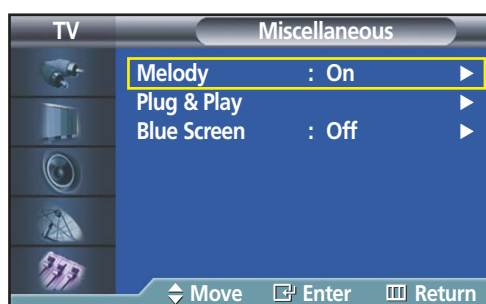 TV Miscellaneous
Melody : On
Plug & Play
Blue Screen : Off
Move Enter Return